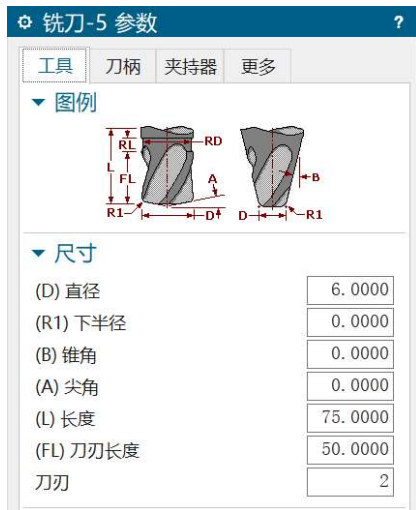 铣刀-5 参数 ?
工具 刀柄 夹持器 更多
图例
RL RD
L FL A B
R1 D D R1
尺寸
(D) 直径 6.0000
(R1) 下半径 0.0000
(B) 锥角 0.0000
(A) 尖角 0.0000
(L) 长度 75.0000
(FL) 刀刃长度 50.0000
刀刃 2